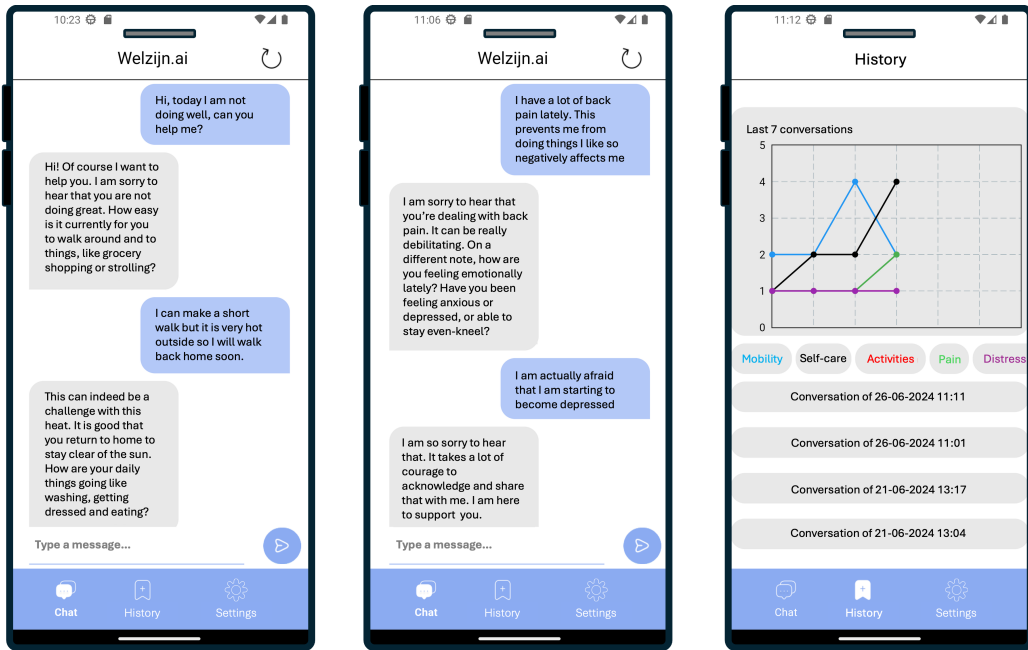 10:23
Welzijn.ai
Hi, today I am not
doing well, can you
help me?
Hi! Of course I want to
help you. I am sorry to
hear that you are not
doing great. How easy
is it currently for you
to walk around and to
things, like grocery
shopping or strolling?
I can make a short
walk but it is very hot
outside so I will walk
back home soon.
This can indeed be a
challenge with this
heat. It is good that
you return to home to
stay clear of the sun.
How are your daily
things going like
washing, getting
dressed and eating?
Type a message...
Chat
History
Settings
11:06
Welzijn.ai
I have a lot of back
pain lately. This
prevents me from
doing things I like so
negatively affects me
I am sorry to hear that
you're dealing with back
pain. It can be really
debilitating. On a
different note, how are
you feeling emotionally
lately? Have you been
feeling anxious or
depressed, or able to
stay even-kneel?
I am actually afraid
that I am starting to
become depressed
I am so sorry to hear
that. It takes a lot of
courage to
acknowledge and share
that with me. I am here
to support you.
Type a message...
Chat
History
Settings
11:12
History
Last 7 conversations
5
4
3
2
1
0
Mobility Self-care Activities Pain Distress
Conversation of 26-06-2024 11:11
Conversation of 26-06-2024 11:01
Conversation of 21-06-2024 13:17
Conversation of 21-06-2024 13:04
Chat
History
Settings